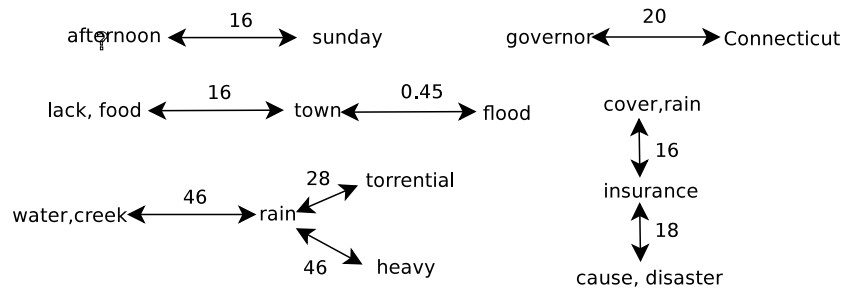 afternoon 16 sunday
governor 20 Connecticut
lack, food 16 town 0.45 flood
cover,rain
16
insurance
18
cause, disaster
water,creek 46 rain
28 torrential
46 heavy